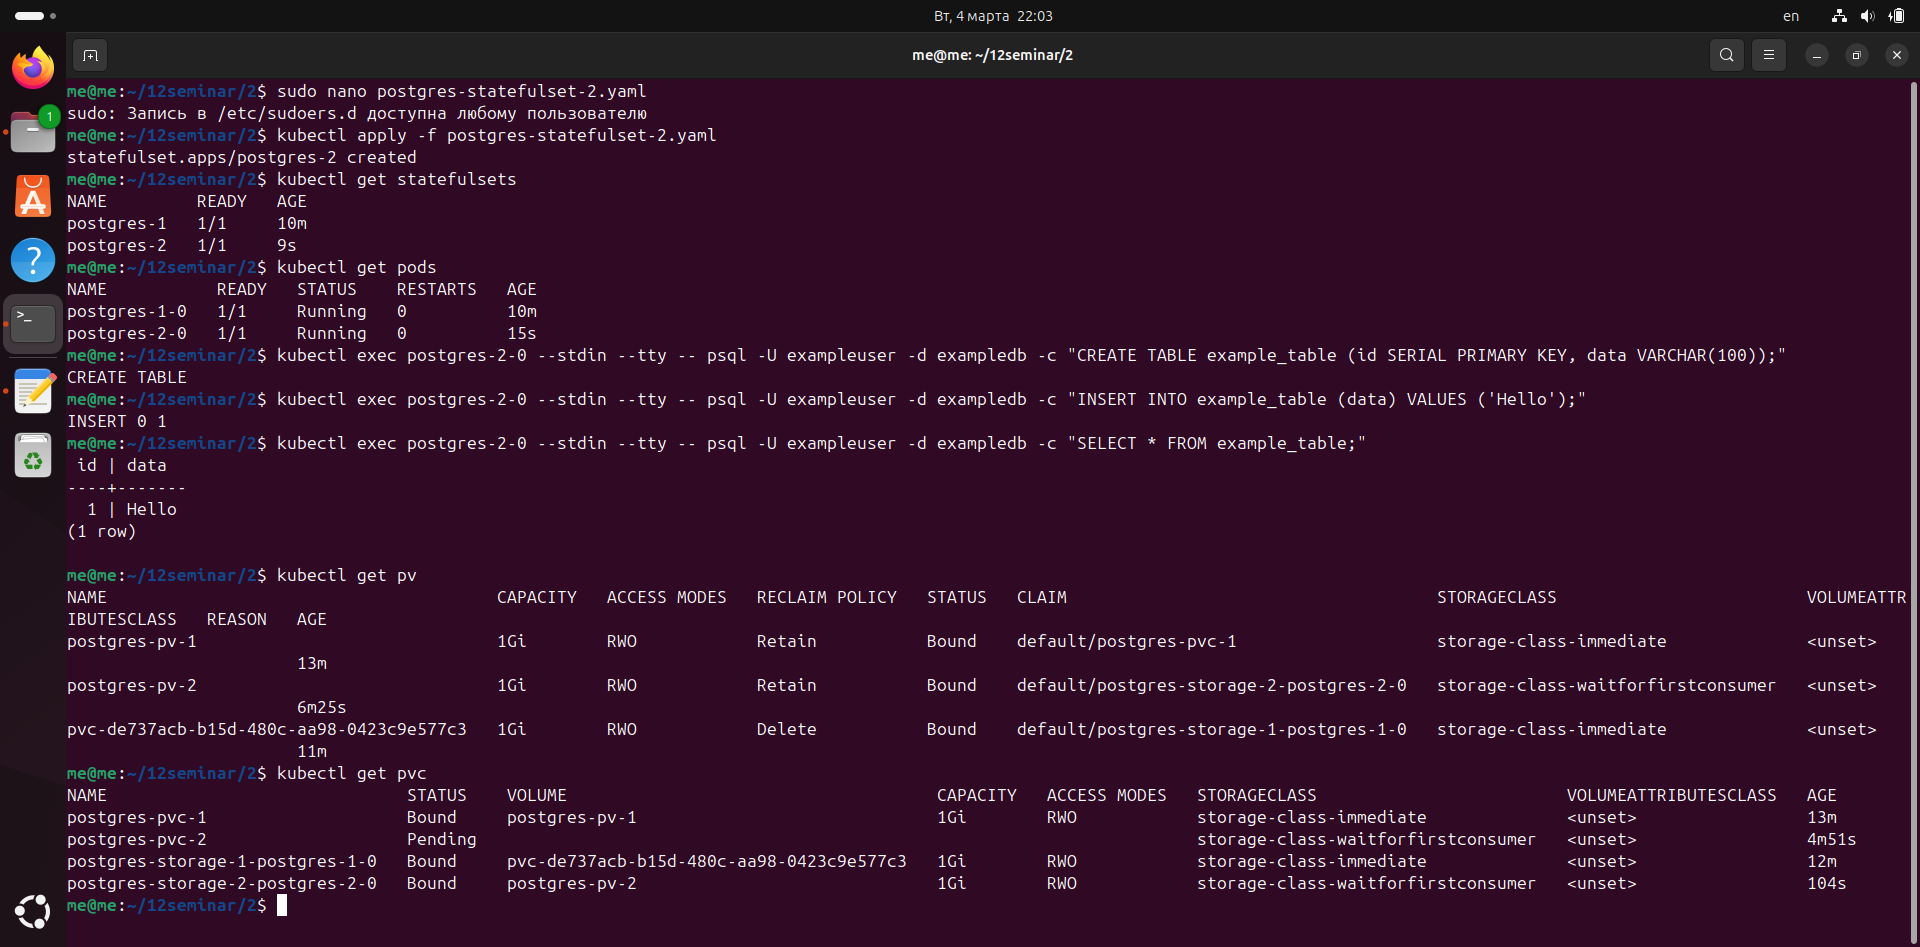 Вт, 4 марта  22:03
en
me@me: ~/12seminar/2
1
me@me:~/12seminar/2$ sudo nano postgres-statefulset-2.yaml
sudo: Запись в /etc/sudoers.d доступна любому пользователю
me@me:~/12seminar/2$ kubectl apply -f postgres-statefulset-2.yaml
statefulset.apps/postgres-2 created
me@me:~/12seminar/2$ kubectl get statefulsets
NAME         READY   AGE
postgres-1   1/1     10m
postgres-2   1/1     9s
me@me:~/12seminar/2$ kubectl get pods
NAME           READY   STATUS    RESTARTS   AGE
postgres-1-0   1/1     Running   0          10m
postgres-2-0   1/1     Running   0          15s
me@me:~/12seminar/2$ kubectl exec postgres-2-0 --stdin --tty -- psql -U exampleuser -d exampledb -c "CREATE TABLE example_table (id SERIAL PRIMARY KEY, data VARCHAR(100));"
CREATE TABLE
me@me:~/12seminar/2$ kubectl exec postgres-2-0 --stdin --tty -- psql -U exampleuser -d exampledb -c "INSERT INTO example_table (data) VALUES ('Hello');"
INSERT 0 1
me@me:~/12seminar/2$ kubectl exec postgres-2-0 --stdin --tty -- psql -U exampleuser -d exampledb -c "SELECT * FROM example_table;"
 id | data
----+-------
  1 | Hello
(1 row)
me@me:~/12seminar/2$ kubectl get pv
NAME                                       CAPACITY   ACCESS MODES   RECLAIM POLICY   STATUS   CLAIM                                     STORAGECLASS                         VOLUMEATTR
IBUTESCLASS   REASON   AGE
postgres-pv-1                              1Gi        RWO            Retain           Bound    default/postgres-pvc-1                    storage-class-immediate              <unset>
                       13m
postgres-pv-2                              1Gi        RWO            Retain           Bound    default/postgres-storage-2-postgres-2-0   storage-class-waitforfirstconsumer   <unset>
                       6m25s
pvc-de737acb-b15d-480c-aa98-0423c9e577c3   1Gi        RWO            Delete           Bound    default/postgres-storage-1-postgres-1-0   storage-class-immediate              <unset>
                       11m
me@me:~/12seminar/2$ kubectl get pvc
NAME                              STATUS    VOLUME                                     CAPACITY   ACCESS MODES   STORAGECLASS                         VOLUMEATTRIBUTESCLASS   AGE
postgres-pvc-1                    Bound     postgres-pv-1                              1Gi        RWO            storage-class-immediate              <unset>                 13m
postgres-pvc-2                    Pending                                                                        storage-class-waitforfirstconsumer   <unset>                 4m51s
postgres-storage-1-postgres-1-0   Bound     pvc-de737acb-b15d-480c-aa98-0423c9e577c3   1Gi        RWO            storage-class-immediate              <unset>                 12m
postgres-storage-2-postgres-2-0   Bound     postgres-pv-2                              1Gi        RWO            storage-class-waitforfirstconsumer   <unset>                 104s
me@me:~/12seminar/2$